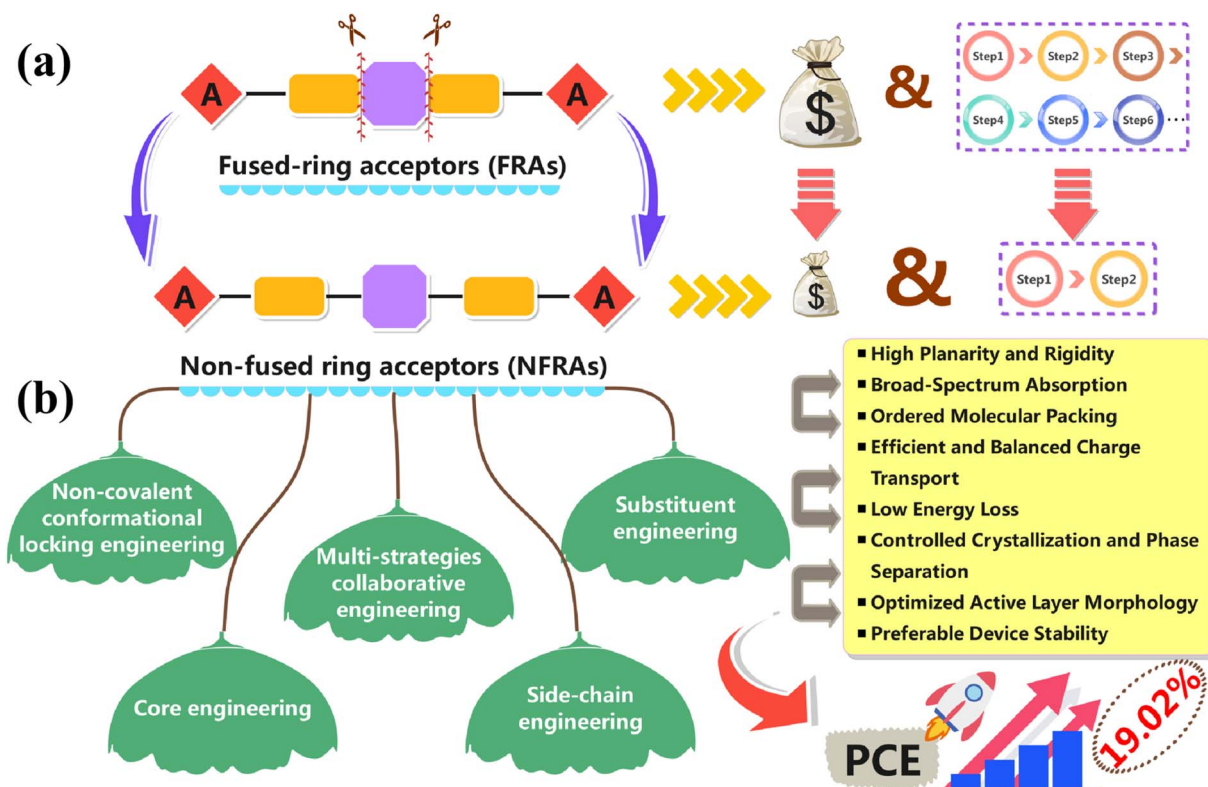 (a)
A
A
$
&
Step1
Step2
Step3
Step4
Step5
Step6
...
Fused-ring acceptors (FRAs)
A
A
$
&
Step1
Step2
Non-fused ring acceptors (NFRAs)
(b)
Non-covalent
conformational
locking engineering
Multi-strategies
collaborative
engineering
Substituent
engineering
Core engineering
Side-chain
engineering
▪ High Planarity and Rigidity
▪ Broad-Spectrum Absorption
▪ Ordered Molecular Packing
▪ Efficient and Balanced Charge
Transport
▪ Low Energy Loss
▪ Controlled Crystallization and Phase
Separation
▪ Optimized Active Layer Morphology
▪ Preferable Device Stability
PCE
19.02%